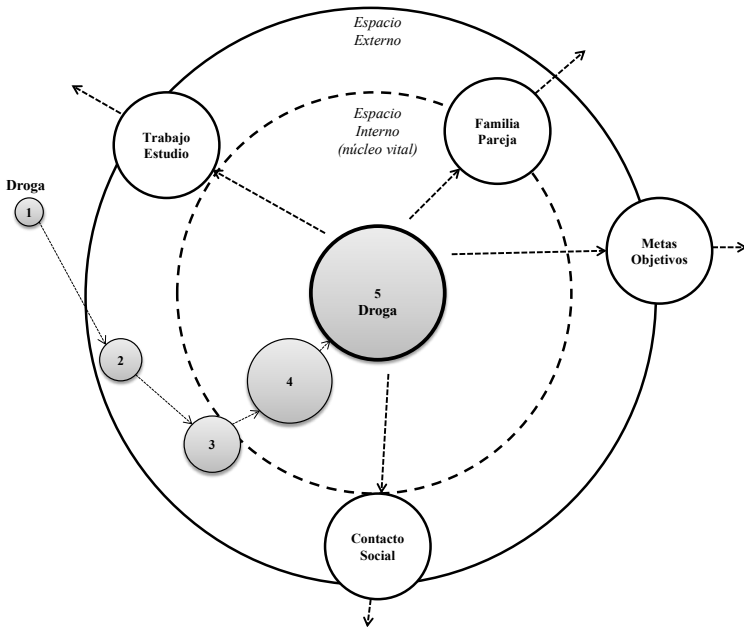 Espacio
Externo
Espacio
Interno
(núcleo vital)
Familia
Pareja
Trabajo
Estudio
Droga
1
Metas
Objetivos
5
Droga
2
4
3
Contacto
Social